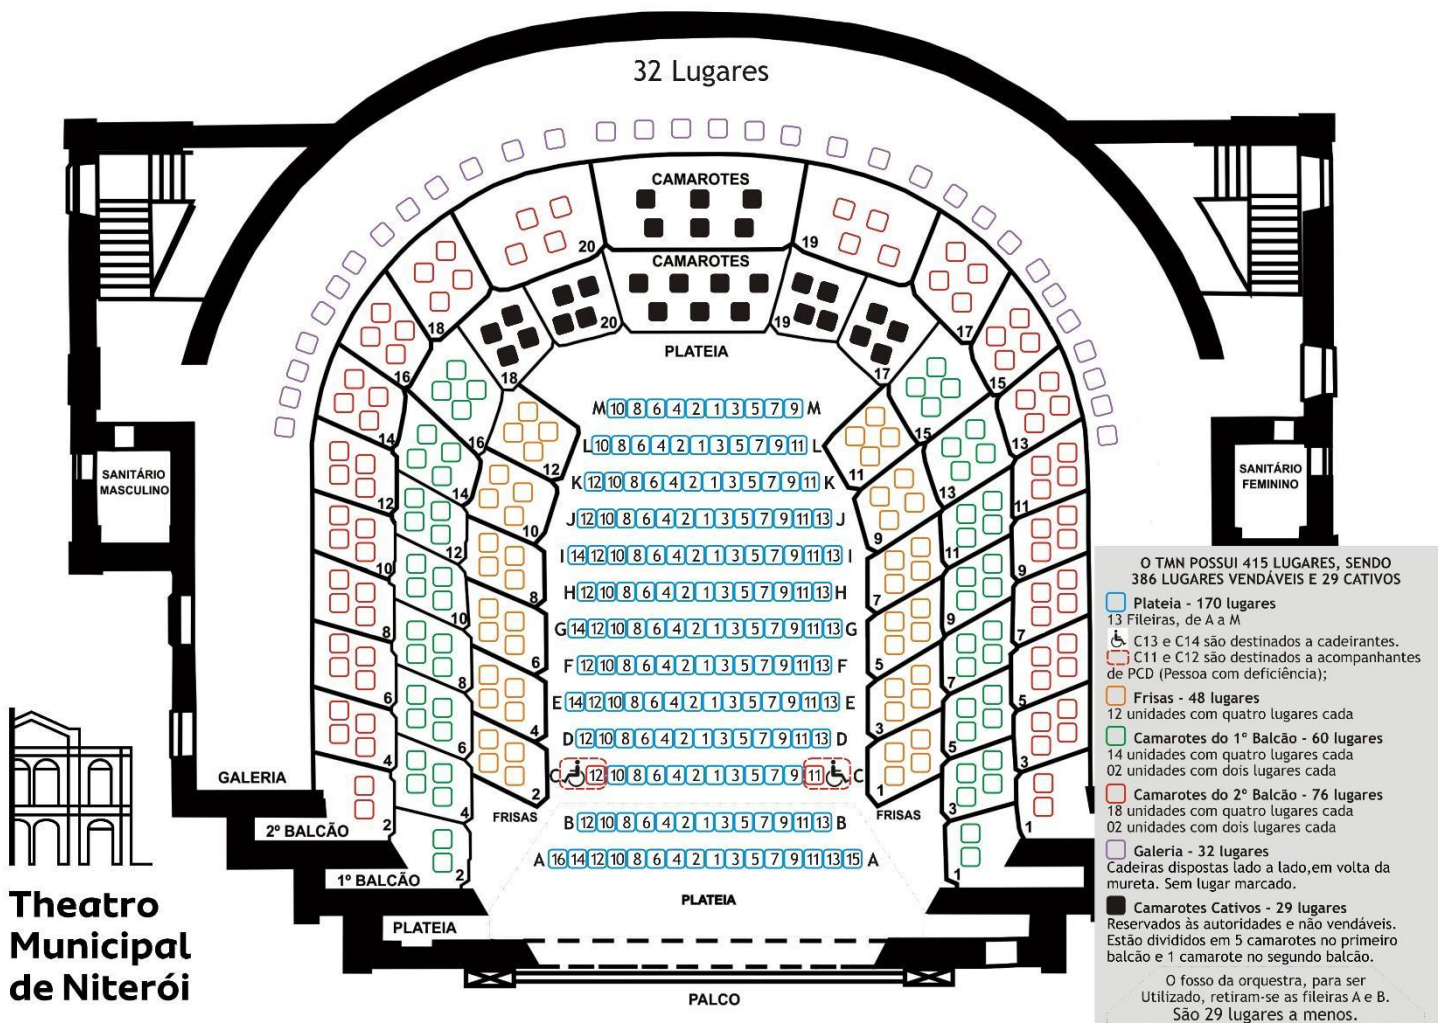 32 Lugares
CAMAROTES
20
19
CAMAROTES
18
20
19
17
PLATEIA
16
18
17
15
14
16
12
15
11
13
12
14
10
13
9
11
10
12
8
11
7
9
8
10
6
9
5
7
6
8
4
7
3
5
4
6
2
5
1
3
2
4
3
1
2
1
M 10 8 6 4 2 1 3 5 7 9 M
L 10 8 6 4 2 1 3 5 7 9 11 L
K 12 10 8 6 4 2 1 3 5 7 9 11 K
J 12 10 8 6 4 2 1 3 5 7 9 11 13 J
I 14 12 10 8 6 4 2 1 3 5 7 9 11 13 I
H 12 10 8 6 4 2 1 3 5 7 9 11 13 H
G 14 12 10 8 6 4 2 1 3 5 7 9 11 13 G
F 12 10 8 6 4 2 1 3 5 7 9 11 13 F
E 14 12 10 8 6 4 2 1 3 5 7 9 11 13 E
D 12 10 8 6 4 2 1 3 5 7 9 11 13 D
C 12 10 8 6 4 2 1 3 5 7 9 11 C
B 12 10 8 6 4 2 1 3 5 7 9 11 13 B
A 16 14 12 10 8 6 4 2 1 3 5 7 9 11 13 15 A
SANITÁRIO
MASCULINO
SANITÁRIO
FEMININO
GALERIA
2º BALCÃO
1º BALCÃO
PLATEIA
FRISAS
FRISAS
PLATEIA
PALCO
Theatro
Municipal
de Niterói
O TMN POSSUI 415 LUGARES, SENDO
386 LUGARES VENDÁVEIS E 29 CATIVOS
Plateia - 170 lugares
13 Fileiras, de A a M
C13 e C14 são destinados a cadeirantes.
C11 e C12 são destinados a acompanhantes
de PCD (Pessoa com deficiência);
Frisas - 48 lugares
12 unidades com quatro lugares cada
Camarotes do 1º Balcão - 60 lugares
14 unidades com quatro lugares cada
02 unidades com dois lugares cada
Camarotes do 2º Balcão - 76 lugares
18 unidades com quatro lugares cada
02 unidades com dois lugares cada
Galeria - 32 lugares
Cadeiras dispostas lado a lado,em volta da
mureta. Sem lugar marcado.
Camarotes Cativos - 29 lugares
Reservados às autoridades e não vendáveis.
Estão divididos em 5 camarotes no primeiro
balcão e 1 camarote no segundo balcão.
O fosso da orquestra, para ser
Utilizado, retiram-se as fileiras A e B.
São 29 lugares a menos.